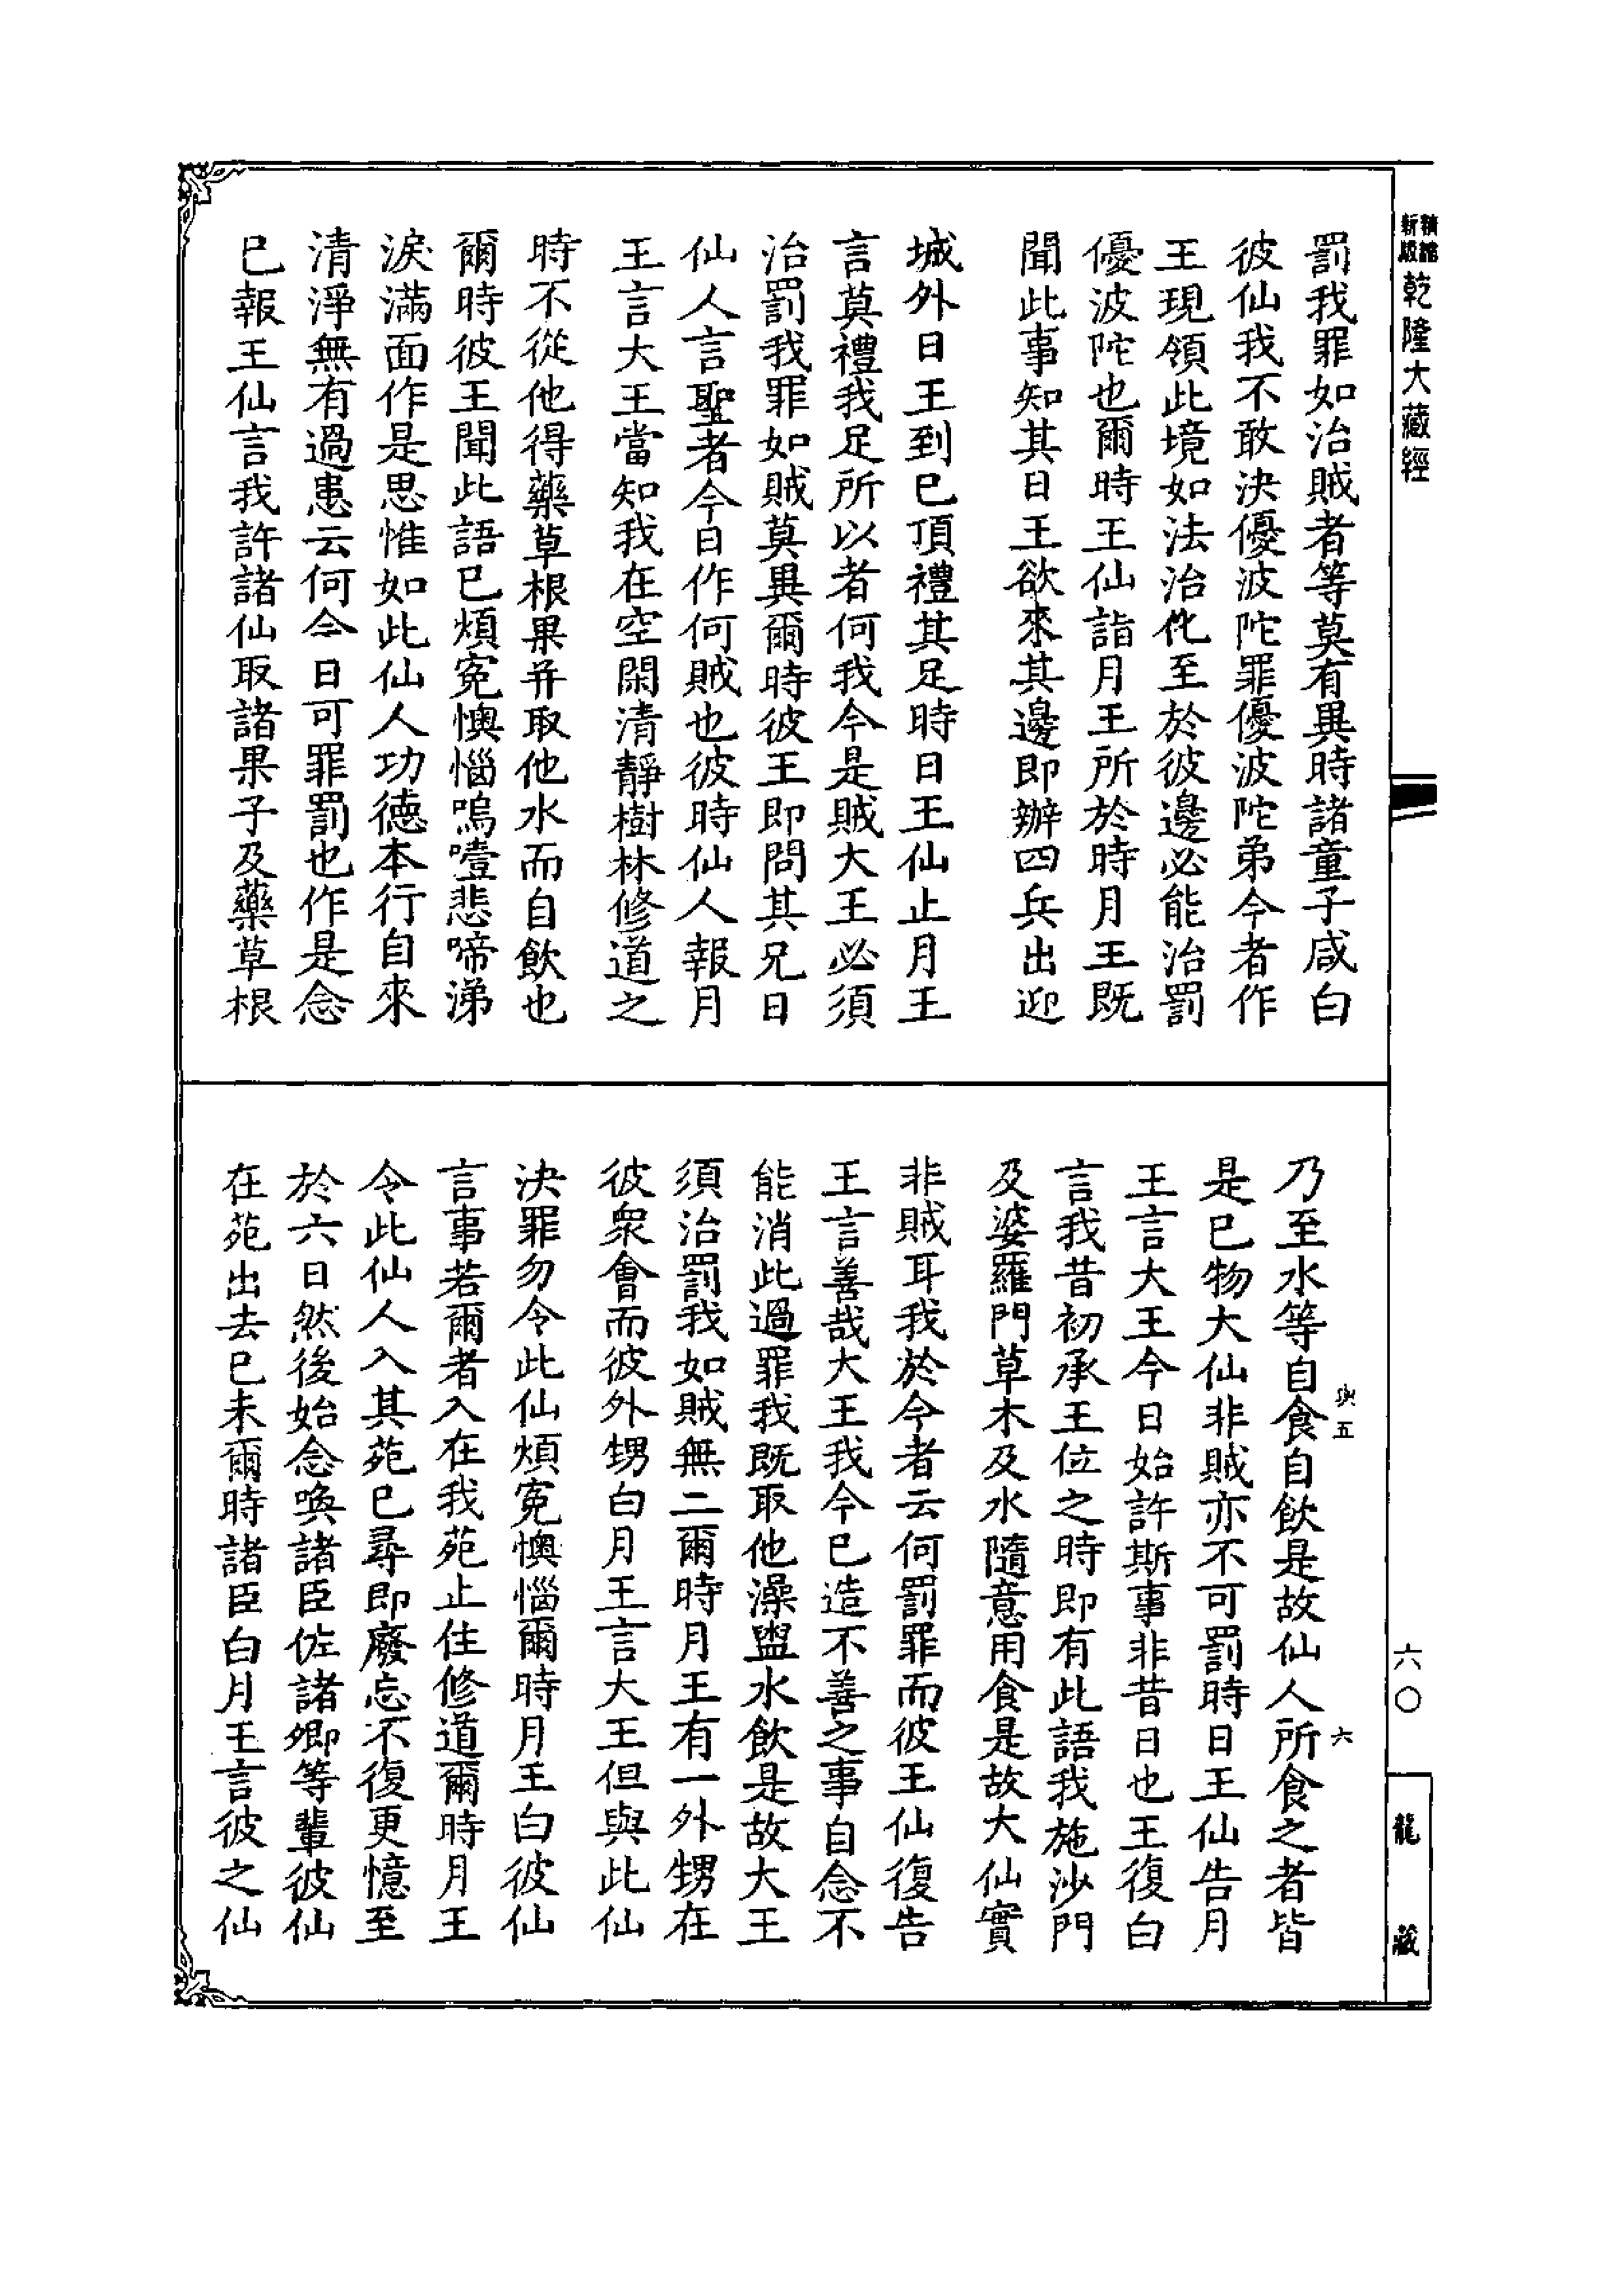 精鐫
新版
乾隆大藏經
罰我罪如治賊者等莫有異時諸童子咸白
彼仙我不敢決優波陀罪優波陀弟今者作
王現領此境如法治化至於彼邊必能治罰
優波陀也爾時王仙詣月王所於時月王既
聞此事知其日王欲來其邊即辦四兵出迎
城外日王到已頂禮其足時日王仙止月王
言莫禮我足所以者何我今是賊大王必須
治罰我罪如賊莫異爾時彼王即問其兄日
仙人言聖者今日作何賊也彼時仙人報月
王言大王當知我在空閑清靜樹林修道之
時不從他得藥草根果并取他水而自飲也
爾時彼王聞此語已煩冤懊惱嗚噎悲啼涕
淚滿面作是思惟如此仙人功德本行自來
清淨無有過患云何今日可罪罰也作是念
已報王仙言我許諸仙取諸果子及藥草根
乃至水等自食自飲是故仙人所食之者皆
是已物大仙非賊亦不可罰時日王仙告月
王言大王今日始許斯事非昔日也王復白
言我昔初承王位之時即有此語我施沙門
及婆羅門草木及水隨意用食是故大仙實
非賊耳我於今者云何罰罪而彼王仙復告
王言善哉大王我今已造不善之事自念不
能消此過罪我既取他澡盥水飲是故大王
須治罰我如賊無二爾時月王有一外甥在
彼眾會而彼外甥白月王言大王但與此仙
決罪勿令此仙煩冤懊惱爾時月王白彼仙
言事若爾者入在我苑止住修道爾時月王
令此仙人入其苑已尋即廢忘不復更憶至
於六日然後始念喚諸臣佐諸卿等輩彼仙
在苑出去已未爾時諸臣白月王言彼之仙
五
六
六〇
龍藏